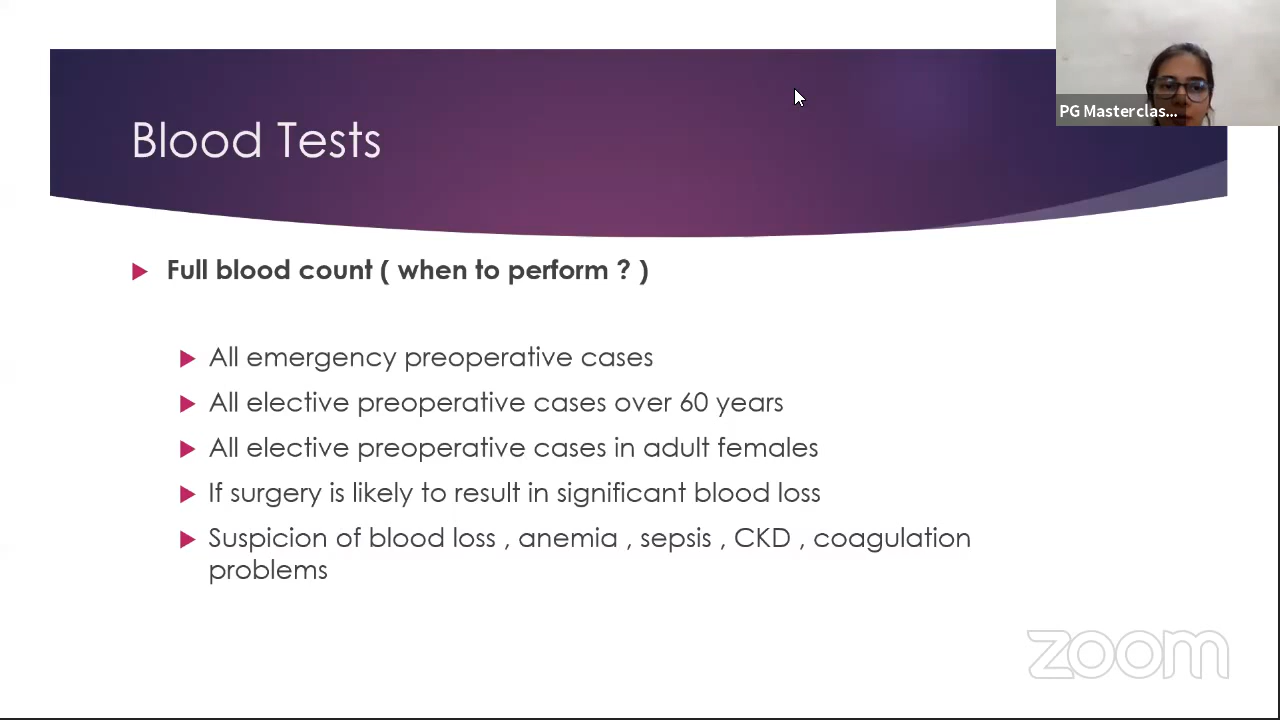 PG Masterclas...
Blood Tests
Full blood count ( when to perform ? )
All emergency preoperative cases
All elective preoperative cases over 60 years
All elective preoperative cases in adult females
If surgery is likely to result in significant blood loss
Suspicion of blood loss , anemia , sepsis , CKD , coagulation
problems
zoom